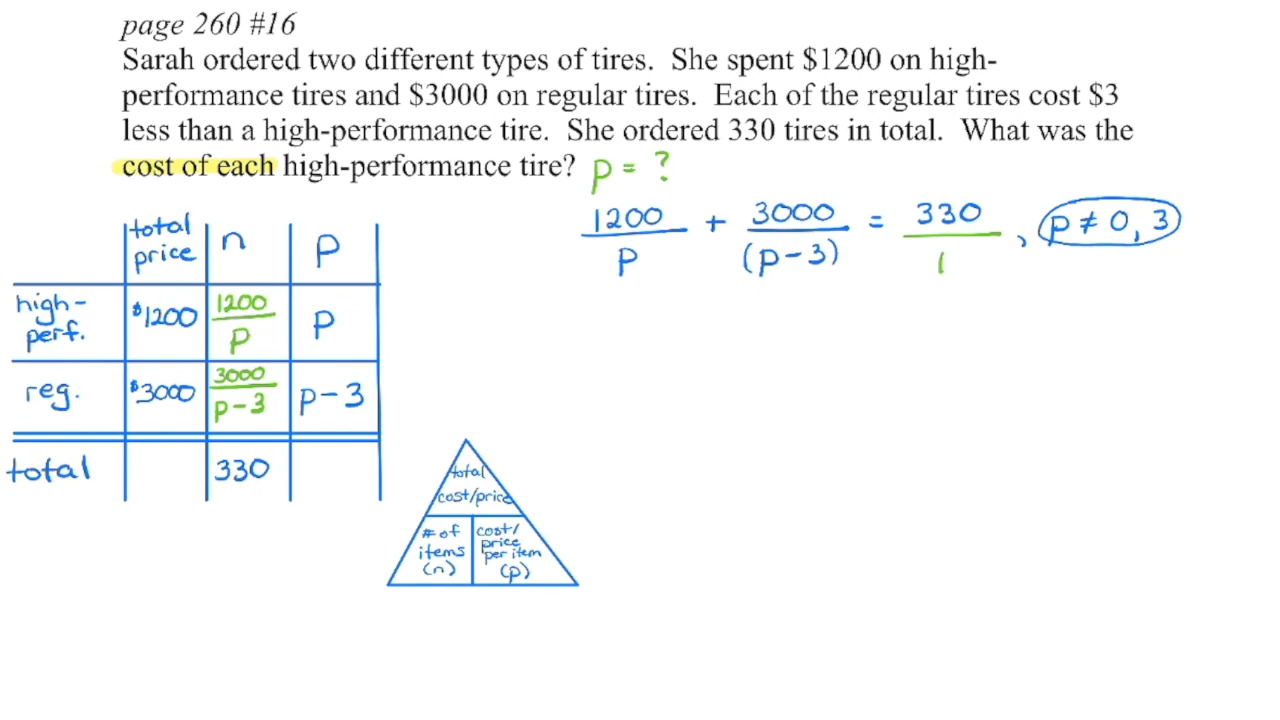 page 260 #16
Sarah ordered two different types of tires. She spent $1200 on high-
performance tires and $3000 on regular tires. Each of the regular tires cost $3
less than a high-performance tire. She ordered 330 tires in total. What was the
cost of each high-performance tire? p = ?
1200/p + 3000/(p-3) = 330/1 , p ≠ 0, 3
total price n p
high-perf. $1200 1200/p p
reg. $3000 3000/p-3 p-3
total 330
total
cost/price
# of
items
(n)
cost/
price
per item
(p)